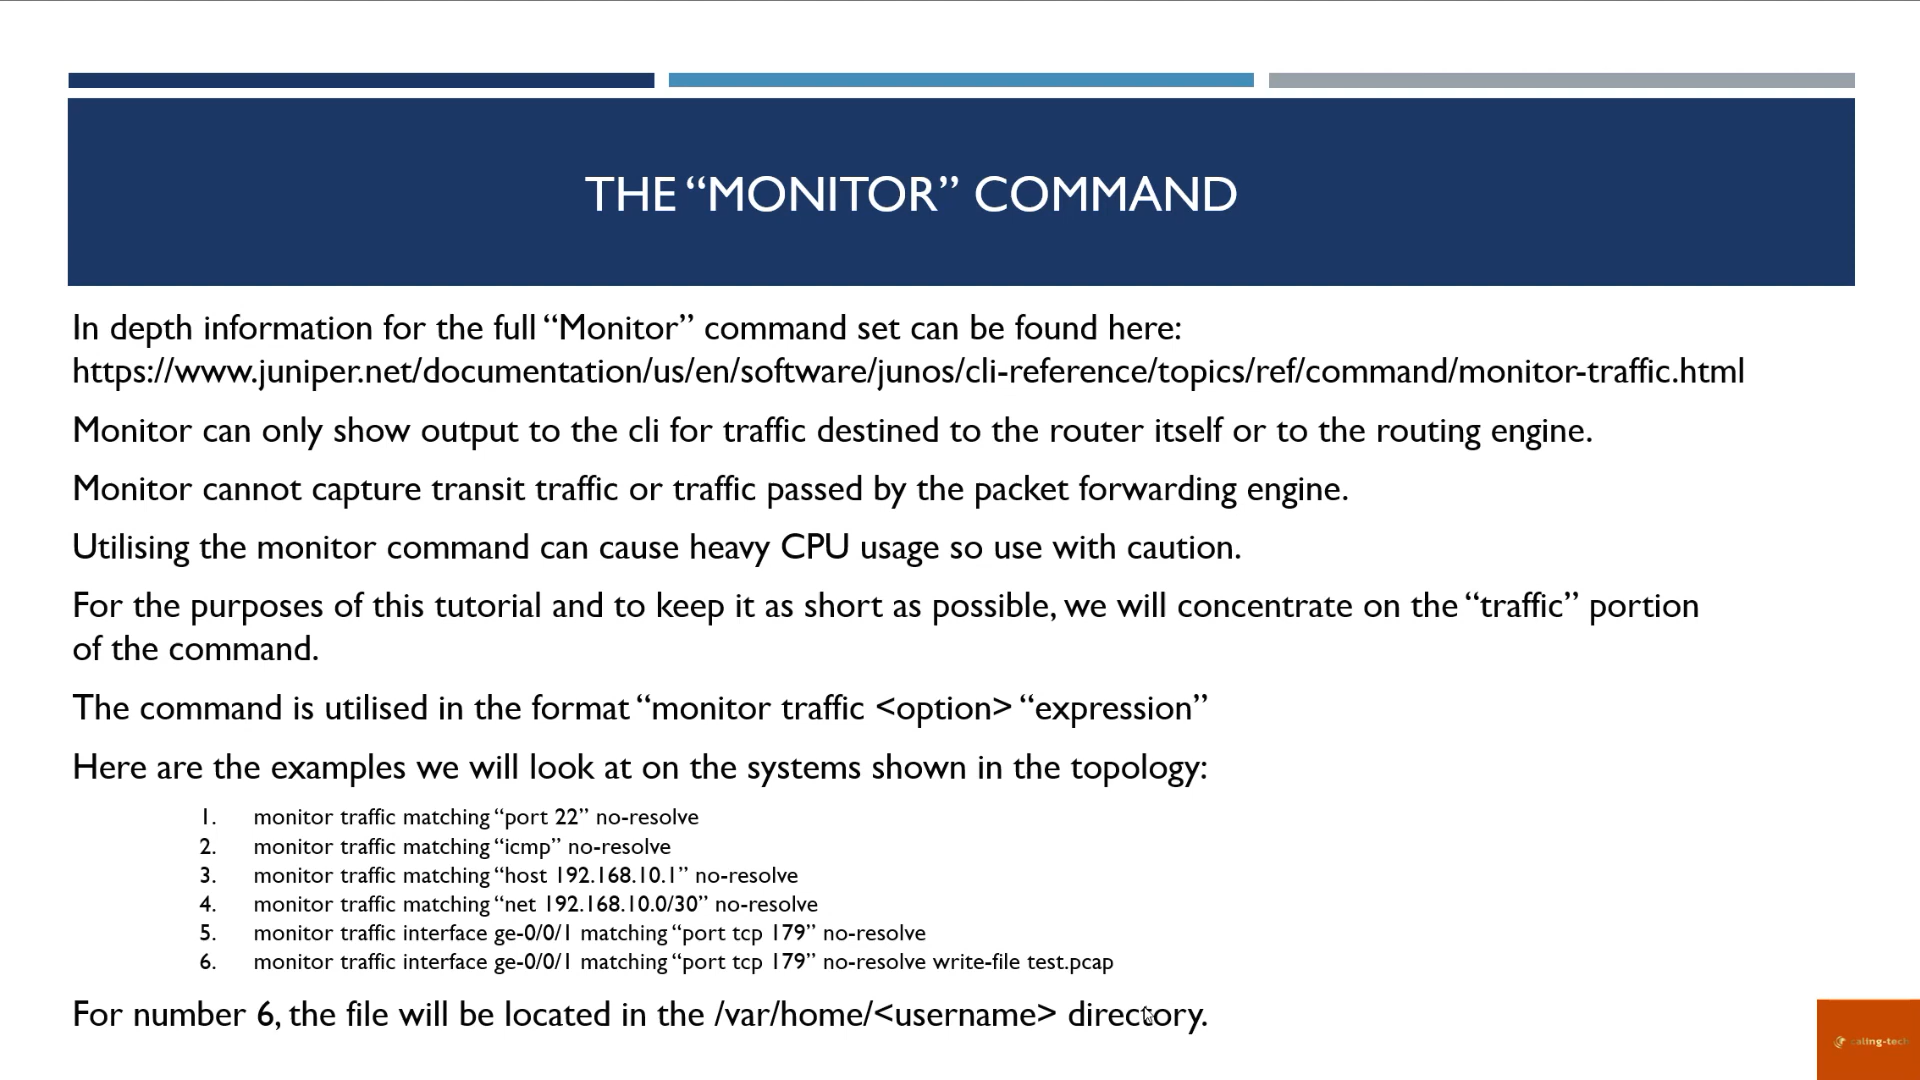 THE “MONITOR” COMMAND
In depth information for the full “Monitor” command set can be found here:
https://www.juniper.net/documentation/us/en/software/junos/cli-reference/topics/ref/command/monitor-traffic.html
Monitor can only show output to the cli for traffic destined to the router itself or to the routing engine.
Monitor cannot capture transit traffic or traffic passed by the packet forwarding engine.
Utilising the monitor command can cause heavy CPU usage so use with caution.
For the purposes of this tutorial and to keep it as short as possible, we will concentrate on the “traffic” portion
of the command.
The command is utilised in the format “monitor traffic <option> “expression”
Here are the examples we will look at on the systems shown in the topology:
1. monitor traffic matching “port 22” no-resolve
2. monitor traffic matching “icmp” no-resolve
3. monitor traffic matching “host 192.168.10.1” no-resolve
4. monitor traffic matching “net 192.168.10.0/30” no-resolve
5. monitor traffic interface ge-0/0/1 matching “port tcp 179” no-resolve
6. monitor traffic interface ge-0/0/1 matching “port tcp 179” no-resolve write-file test.pcap
For number 6, the file will be located in the /var/home/<username> directory.